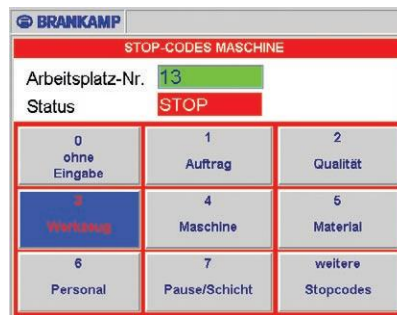 BRANKAMP
STOP-CODES MASCHINE
Arbeitsplatz-Nr. 13
Status STOP
0 1 2
ohne Eingabe Auftrag Qualität
3 4 5
Werkzeug Maschine Material
6 7 weitere
Personal Pause/Schicht Stopcodes